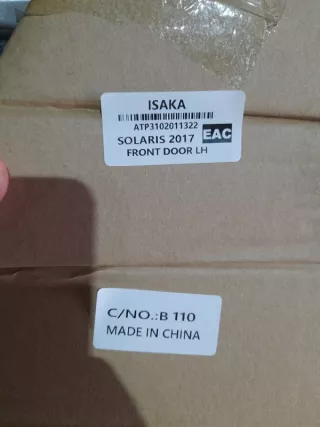 ISAKA
ATP3102011322
SOLARIS 2017 EAC
FRONT DOOR LH
C/NO.:B 110
MADE IN CHINA